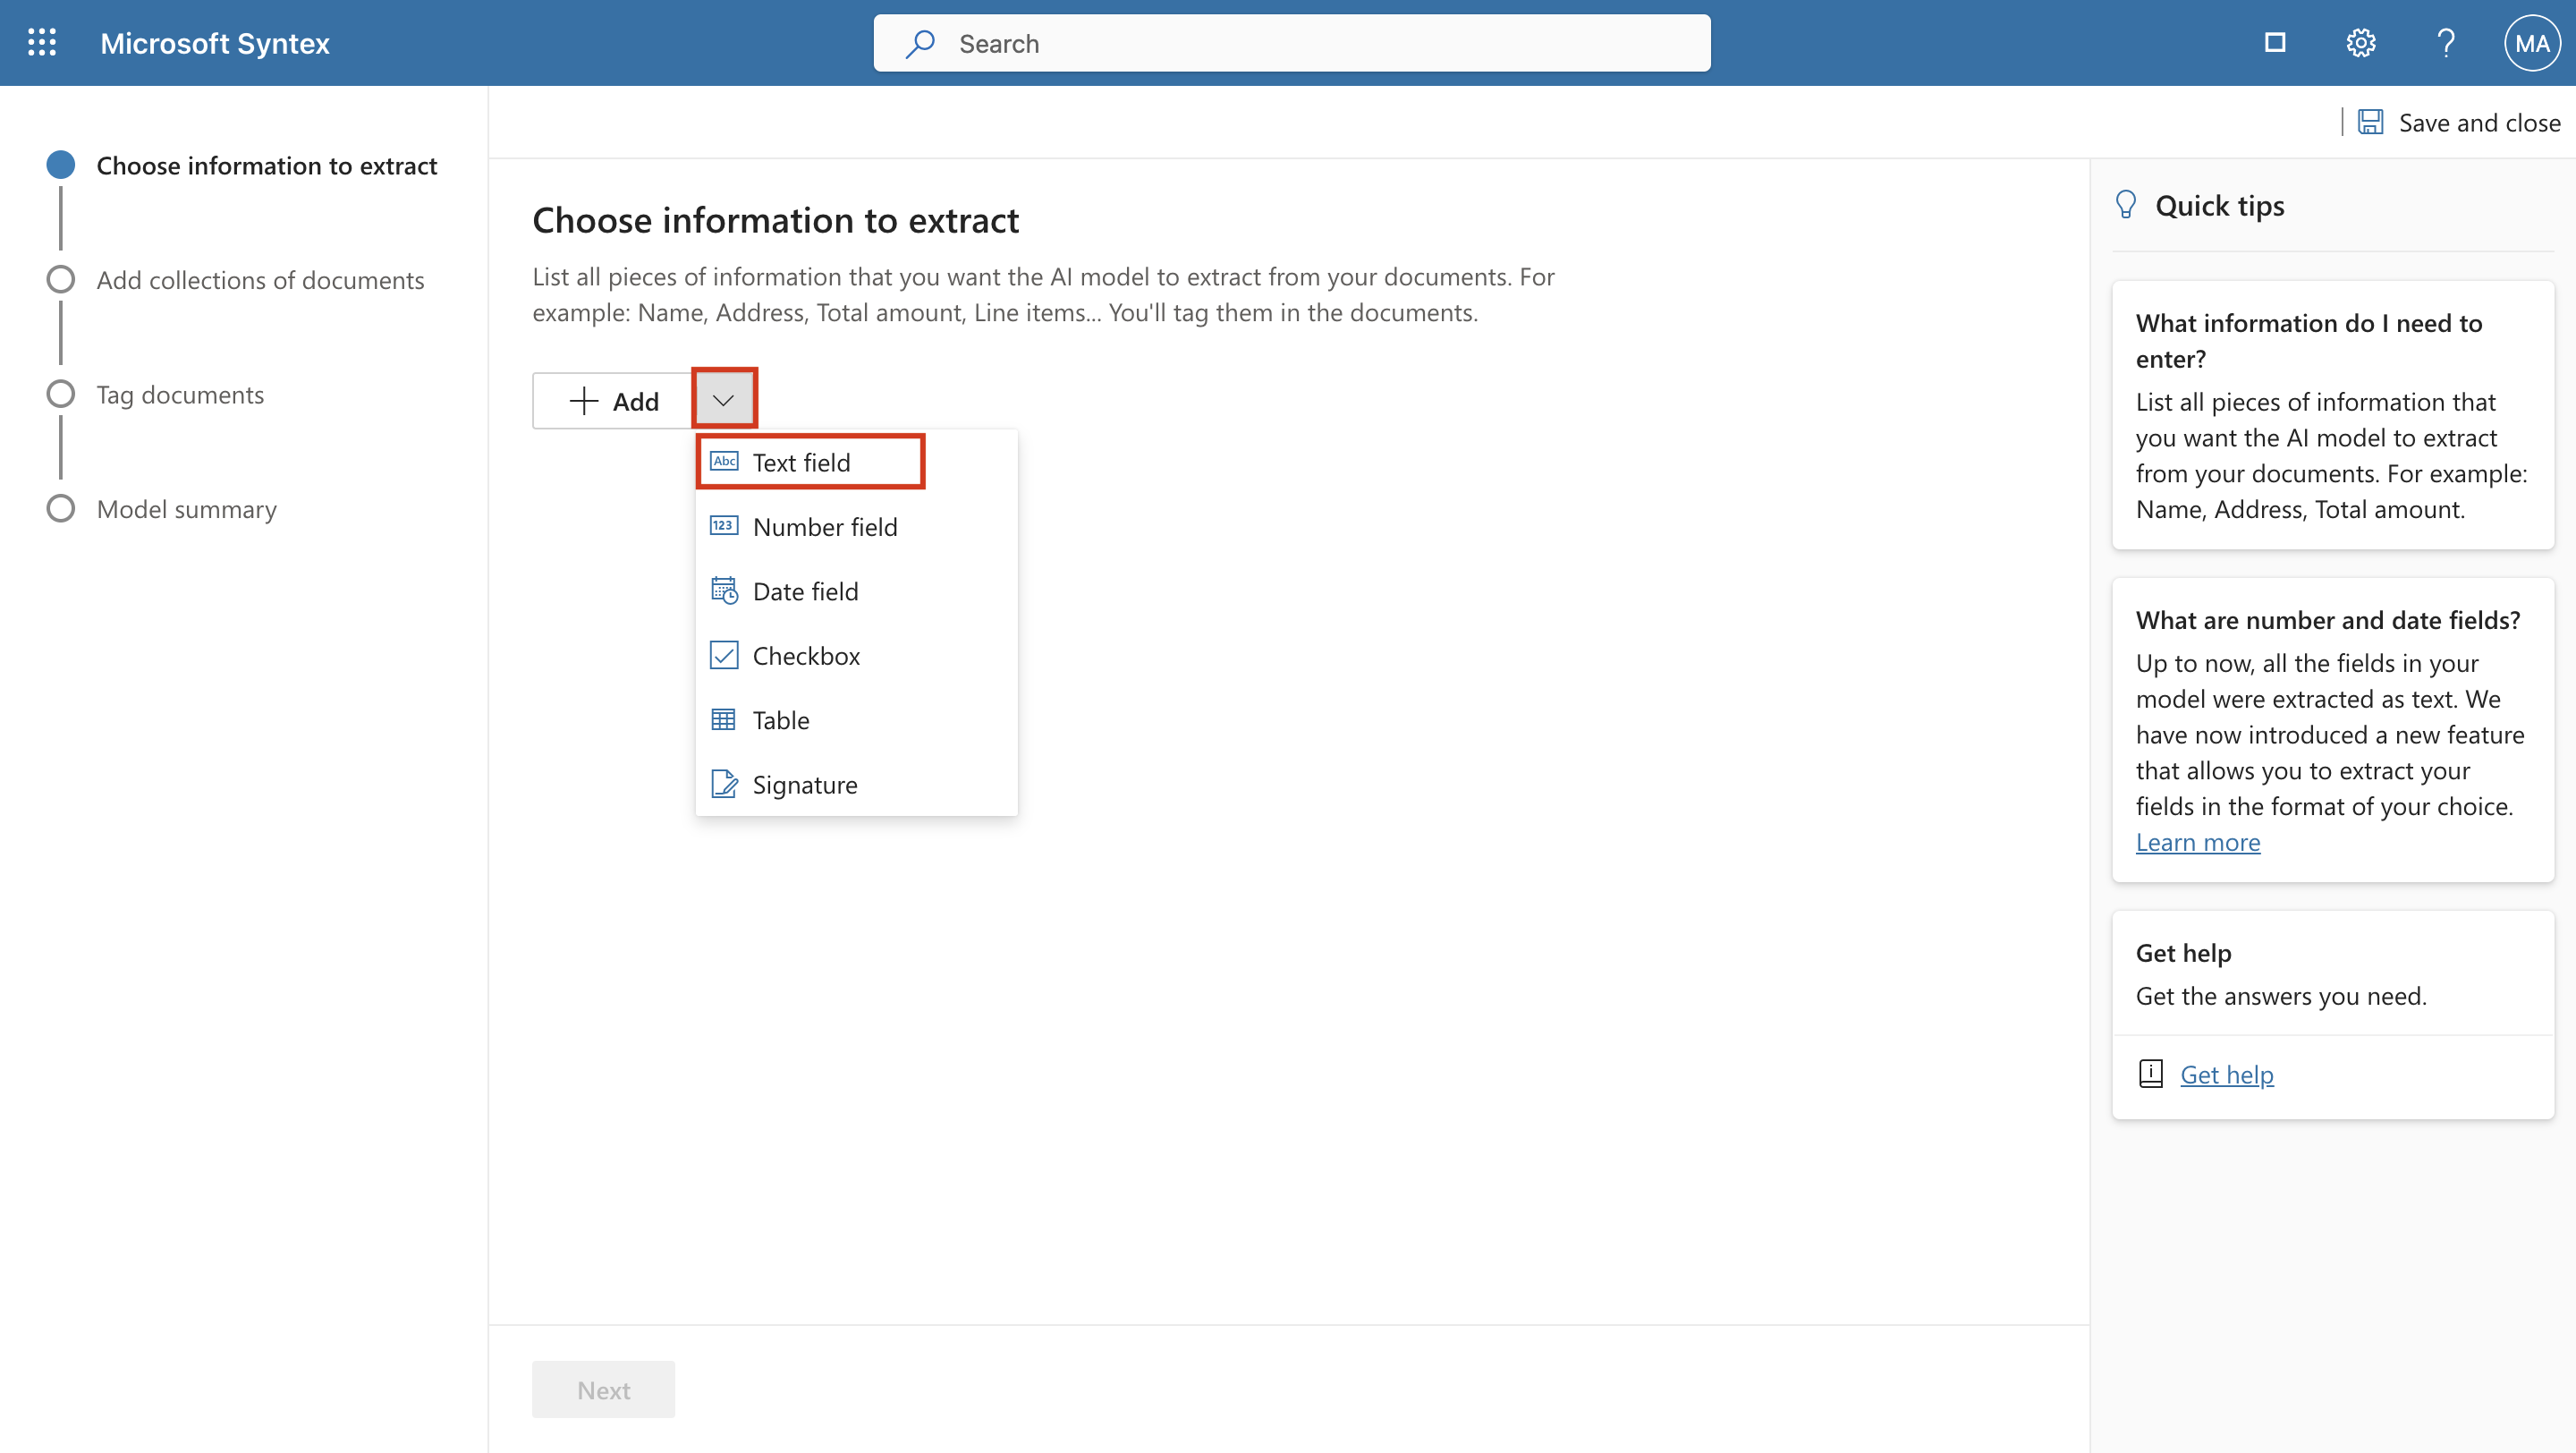 Microsoft Syntex
Search
MA
Save and close
Choose information to extract
Add collections of documents
Tag documents
Model summary
Choose information to extract
List all pieces of information that you want the AI model to extract from your documents. For
example: Name, Address, Total amount, Line items... You'll tag them in the documents.
Add
Abc Text field
123 Number field
Date field
Checkbox
Table
Signature
Next
Quick tips
What information do I need to
enter?
List all pieces of information that
you want the AI model to extract
from your documents. For example:
Name, Address, Total amount.
What are number and date fields?
Up to now, all the fields in your
model were extracted as text. We
have now introduced a new feature
that allows you to extract your
fields in the format of your choice.
Learn more
Get help
Get the answers you need.
Get help